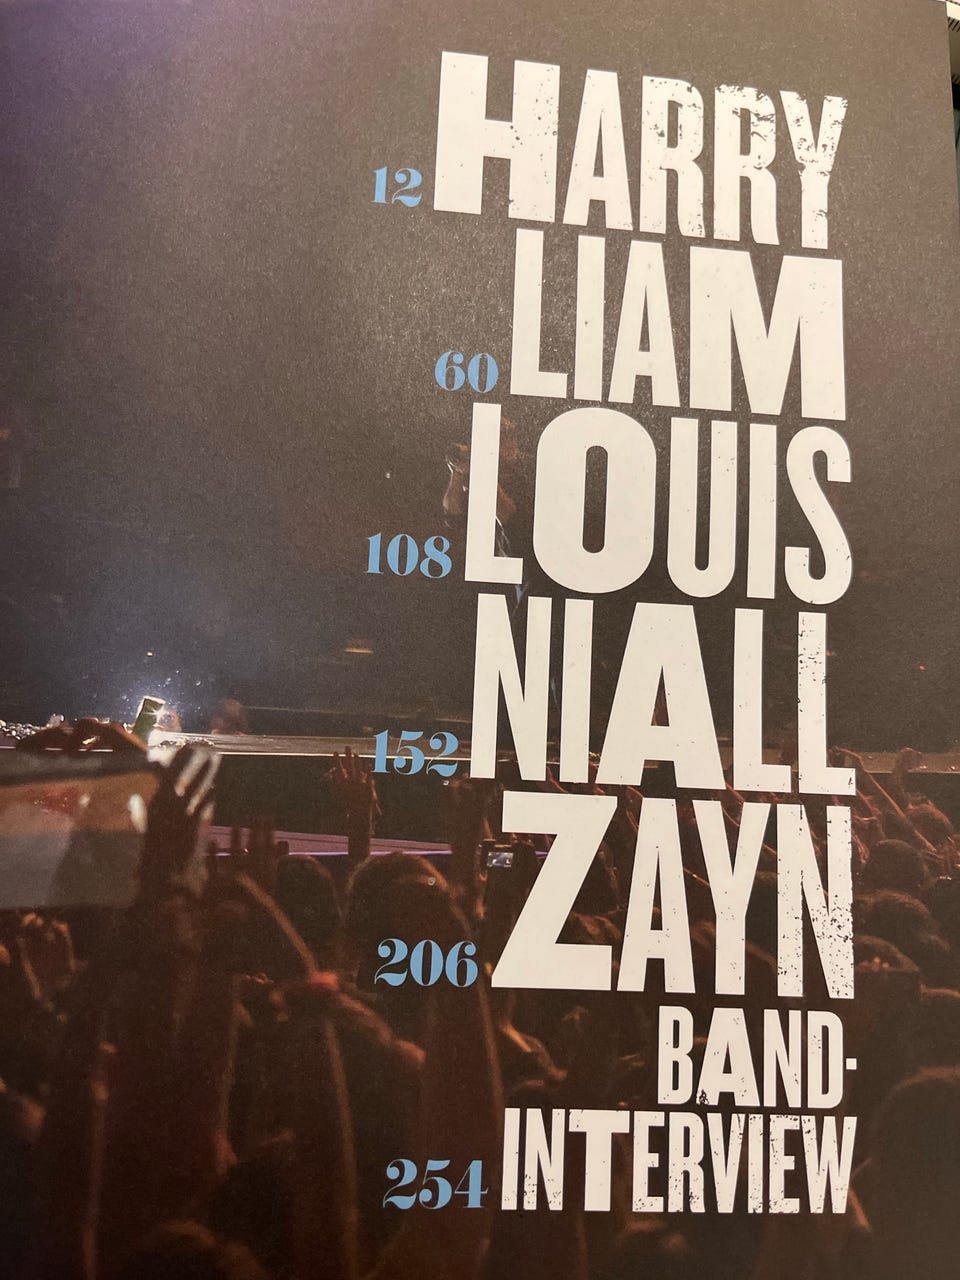 12 HARRY
60 LIAM
108 LOUIS
152 NIALL
206 ZAYN
BAND-
254 INTERVIEW